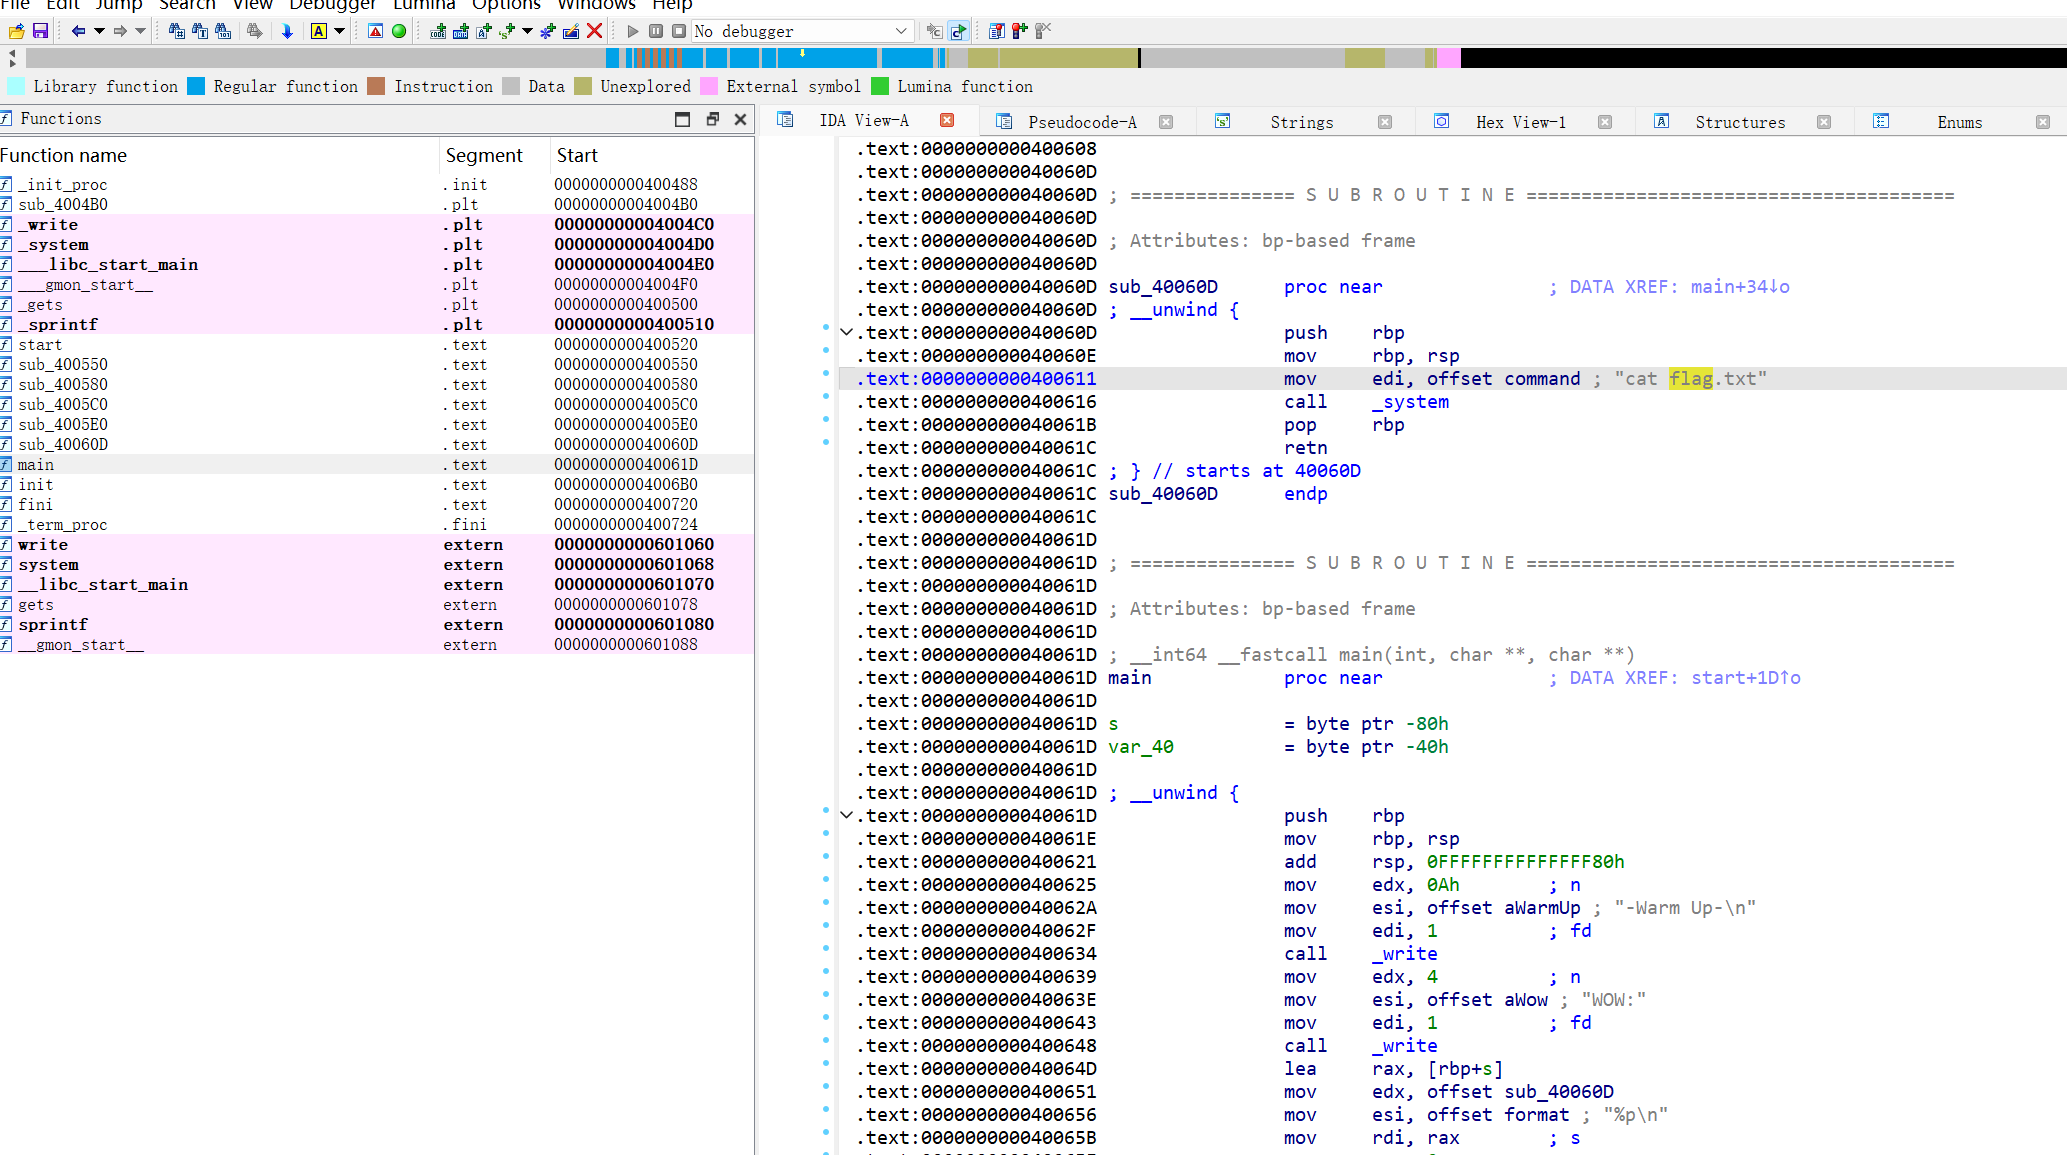 File Edit Jump Search View Debugger Lumina Options Windows Help
No debugger
Library function Regular function Instruction Data Unexplored External symbol Lumina function
Functions
Function name Segment Start
_init_proc .init 0000000000400488
sub_4004B0 .plt 00000000004004B0
_write .plt 00000000004004C0
_system .plt 00000000004004D0
___libc_start_main .plt 00000000004004E0
___gmon_start__ .plt 00000000004004F0
_gets .plt 0000000000400500
_sprintf .plt 0000000000400510
start .text 0000000000400520
sub_400550 .text 0000000000400550
sub_400580 .text 0000000000400580
sub_4005C0 .text 00000000004005C0
sub_4005E0 .text 00000000004005E0
sub_40060D .text 000000000040060D
main .text 000000000040061D
init .text 00000000004006B0
fini .text 0000000000400720
_term_proc .fini 0000000000400724
write extern 0000000000601060
system extern 0000000000601068
__libc_start_main extern 0000000000601070
gets extern 0000000000601078
sprintf extern 0000000000601080
__gmon_start__ extern 0000000000601088
IDA View-A Pseudocode-A Strings Hex View-1 Structures Enums
.text:0000000000400608
.text:000000000040060D
.text:000000000040060D ; =============== S U B R O U T I N E =======================================
.text:000000000040060D
.text:000000000040060D ; Attributes: bp-based frame
.text:000000000040060D
.text:000000000040060D sub_40060D proc near ; DATA XREF: main+34↓o
.text:000000000040060D ; __unwind {
.text:000000000040060D push rbp
.text:000000000040060E mov rbp, rsp
.text:0000000000400611 mov edi, offset command ; "cat flag.txt"
.text:0000000000400616 call _system
.text:000000000040061B pop rbp
.text:000000000040061C retn
.text:000000000040061C ; } // starts at 40060D
.text:000000000040061C sub_40060D endp
.text:000000000040061C
.text:000000000040061D
.text:000000000040061D ; =============== S U B R O U T I N E =======================================
.text:000000000040061D
.text:000000000040061D ; Attributes: bp-based frame
.text:000000000040061D
.text:000000000040061D ; __int64 __fastcall main(int, char **, char **)
.text:000000000040061D main proc near ; DATA XREF: start+1D↑o
.text:000000000040061D
.text:000000000040061D s = byte ptr -80h
.text:000000000040061D var_40 = byte ptr -40h
.text:000000000040061D
.text:000000000040061D ; __unwind {
.text:000000000040061D push rbp
.text:000000000040061E mov rbp, rsp
.text:0000000000400621 add rsp, 0FFFFFFFFFFFFFF80h
.text:0000000000400625 mov edx, 0Ah ; n
.text:000000000040062A mov esi, offset aWarmUp ; "-Warm Up-\n"
.text:000000000040062F mov edi, 1 ; fd
.text:0000000000400634 call _write
.text:0000000000400639 mov edx, 4 ; n
.text:000000000040063E mov esi, offset aWow ; "WOW:"
.text:0000000000400643 mov edi, 1 ; fd
.text:0000000000400648 call _write
.text:000000000040064D lea rax, [rbp+s]
.text:0000000000400651 mov edx, offset sub_40060D
.text:0000000000400656 mov esi, offset format ; "%p\n"
.text:000000000040065B mov rdi, rax ; s